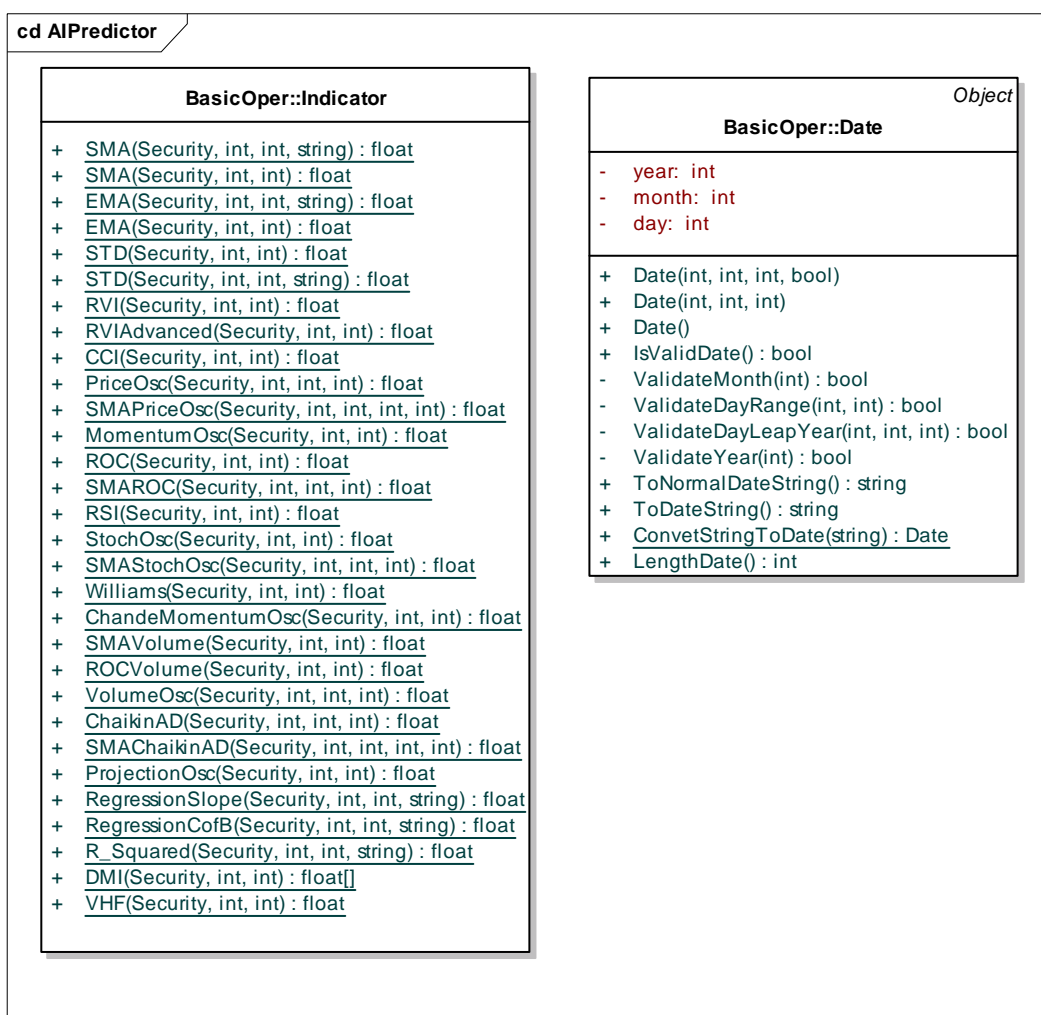 cd AIPredictor
BasicOper::Indicator
+ SMA(Security, int, int, string) : float
+ SMA(Security, int, int) : float
+ EMA(Security, int, int, string) : float
+ EMA(Security, int, int) : float
+ STD(Security, int, int) : float
+ STD(Security, int, int, string) : float
+ RVI(Security, int, int) : float
+ RVIAdvanced(Security, int, int) : float
+ CCI(Security, int, int) : float
+ PriceOsc(Security, int, int, int) : float
+ SMAPriceOsc(Security, int, int, int, int) : float
+ MomentumOsc(Security, int, int) : float
+ ROC(Security, int, int) : float
+ SMAROC(Security, int, int, int) : float
+ RSI(Security, int, int) : float
+ StochOsc(Security, int, int) : float
+ SMAStochOsc(Security, int, int, int) : float
+ Williams(Security, int, int) : float
+ ChandeMomentumOsc(Security, int, int) : float
+ SMAVolume(Security, int, int) : float
+ ROCVolume(Security, int, int) : float
+ VolumeOsc(Security, int, int, int) : float
+ ChaikinAD(Security, int, int, int) : float
+ SMAChaikinAD(Security, int, int, int, int) : float
+ ProjectionOsc(Security, int, int) : float
+ RegressionSlope(Security, int, int, string) : float
+ RegressionCofB(Security, int, int, string) : float
+ R_Squared(Security, int, int, string) : float
+ DMI(Security, int, int) : float[]
+ VHF(Security, int, int) : float
Object
BasicOper::Date
- year: int
- month: int
- day: int
+ Date(int, int, int, bool)
+ Date(int, int, int)
+ Date()
+ IsValidDate() : bool
- ValidateMonth(int) : bool
- ValidateDayRange(int, int) : bool
- ValidateDayLeapYear(int, int, int) : bool
- ValidateYear(int) : bool
+ ToNormalDateString() : string
+ ToDateString() : string
+ ConvetStringToDate(string) : Date
+ LengthDate() : int